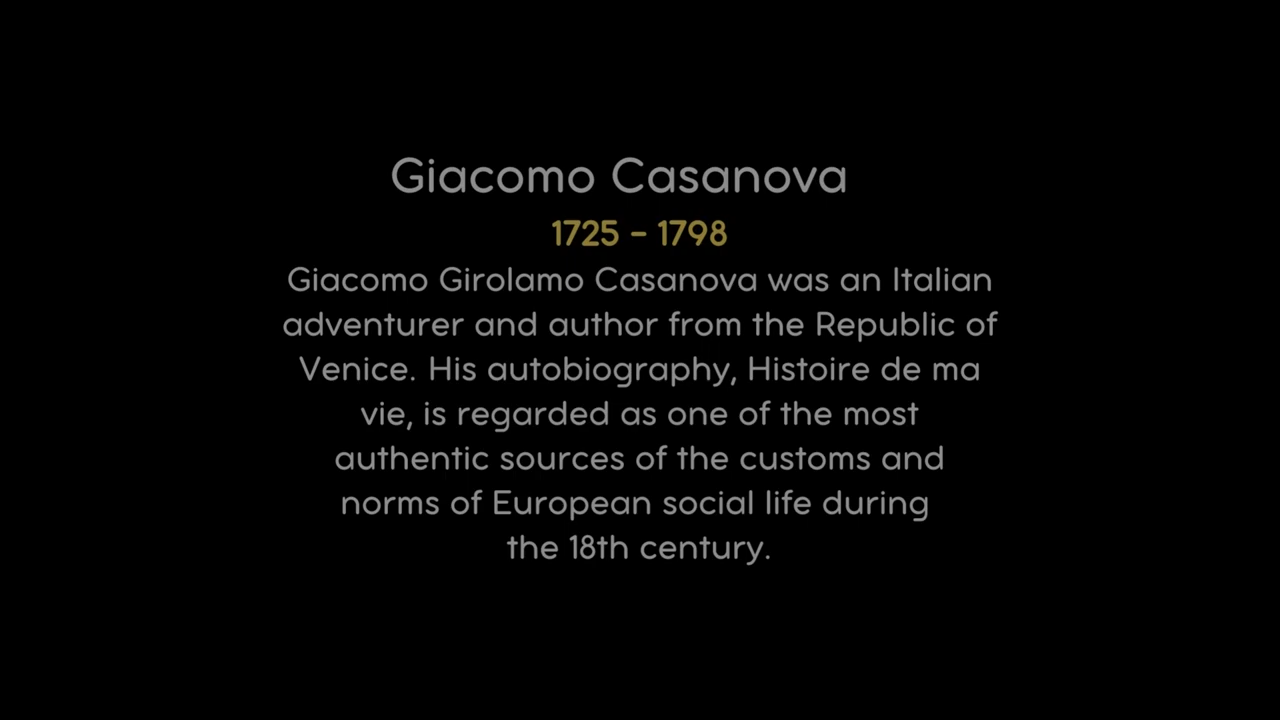 Giacomo Casanova
1725 - 1798
Giacomo Girolamo Casanova was an Italian
adventurer and author from the Republic of
Venice. His autobiography, Histoire de ma
vie, is regarded as one of the most
authentic sources of the customs and
norms of European social life during
the 18th century.